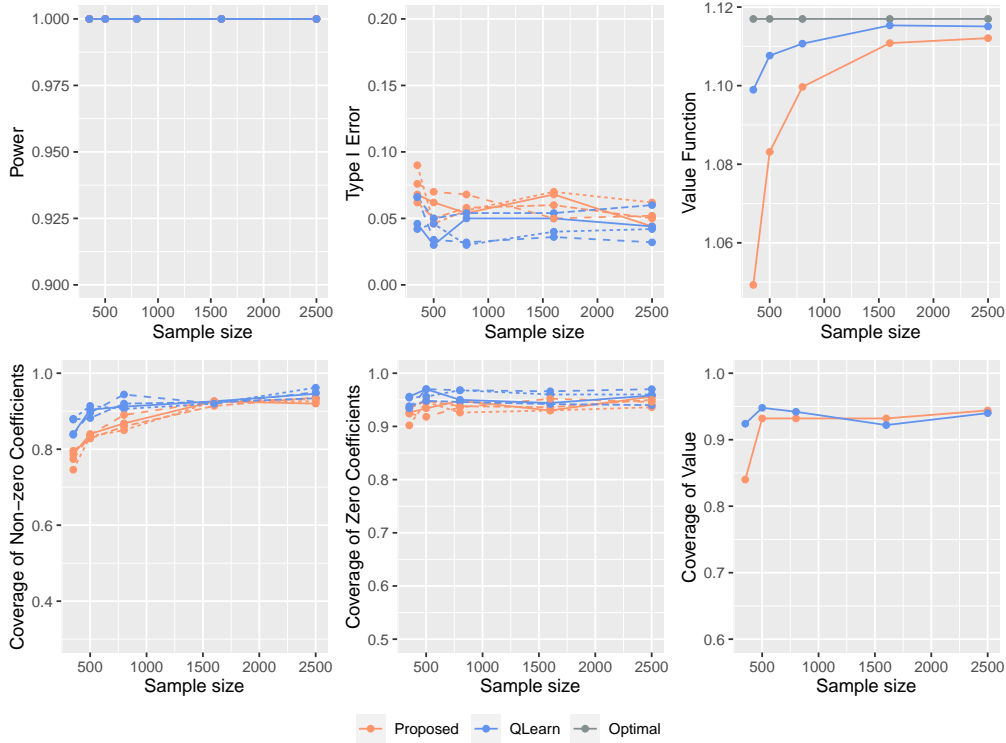 Power
1.000
0.975
0.950
0.925
0.900
500 1000 1500 2000 2500
Sample size
Type I Error
0.20
0.15
0.10
0.05
0.00
500 1000 1500 2000 2500
Sample size
Value Function
1.12
1.10
1.08
1.06
500 1000 1500 2000 2500
Sample size
Coverage of Non−zero Coefficients
1.0
0.8
0.6
0.4
500 1000 1500 2000 2500
Sample size
Coverage of Zero Coefficients
1.0
0.9
0.8
0.7
0.6
0.5
500 1000 1500 2000 2500
Sample size
Coverage of Value
1.0
0.9
0.8
0.7
0.6
500 1000 1500 2000 2500
Sample size
Proposed QLearn Optimal